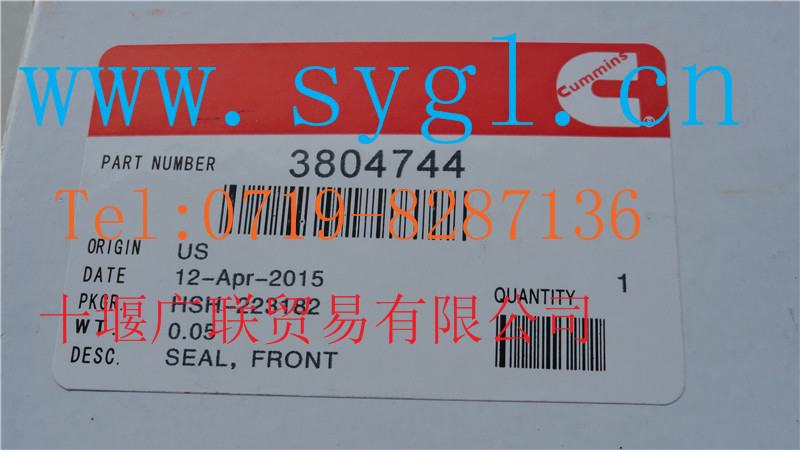 www.sygl.cn
Cummins
PART NUMBER 3804744
Tel:0719-8287136
ORIGIN US
DATE 12-Apr-2015
QUANTITY 1
PKGR. HSH-223182
十堰广联贸易有限公司
WT. 0.05
DESC. SEAL, FRONT